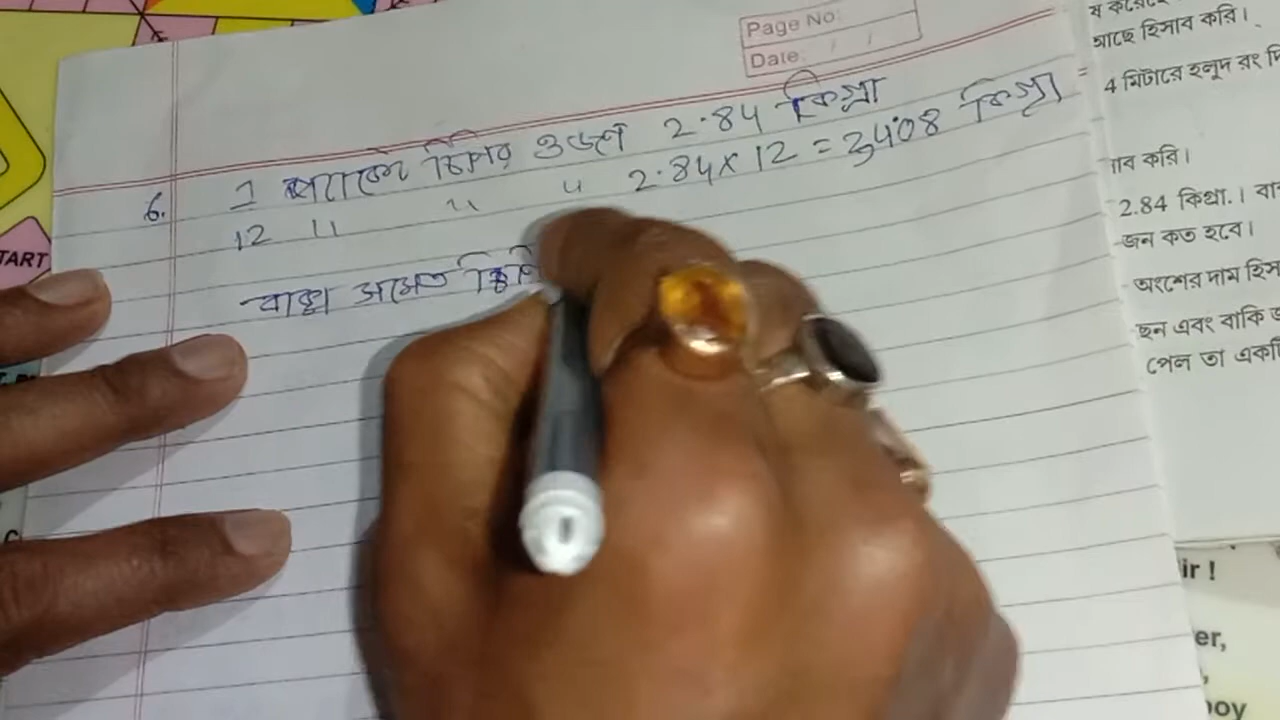 Page No:
Date: / /
6. 1 প্যাকেট চিপের ওজন 2.84 কিগ্রা
12 " " " 2.84 x 12 = 34.08 কিগ্রা
বাক্স সমেত
আছে হিসাব করি।
4 মিটারে হলুদ রং দি
াব করি।
2.84 কিগ্রা.। বা
জন কত হবে।
অংশের দাম হিস
ছন এবং বাকি
পেল তা একটি
START
ir !
er,
boy